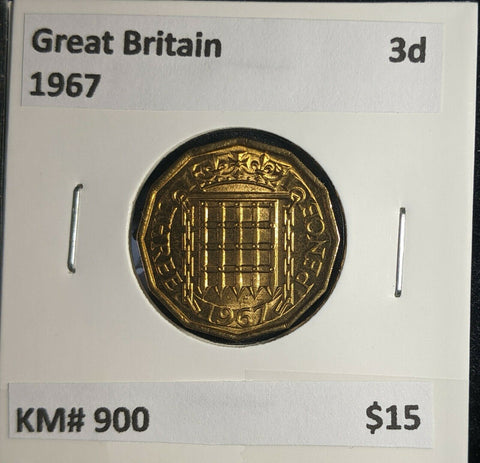 Great Britain
3d
1967
THREE PENCE
1967
KM# 900
$15